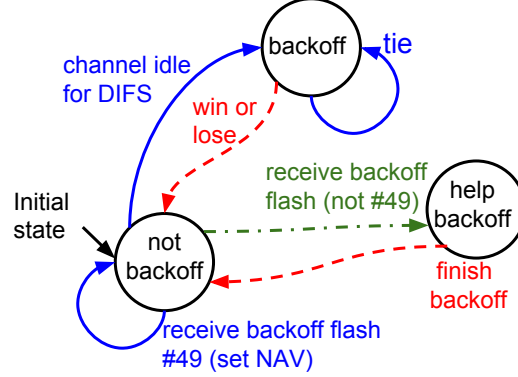 backoff
tie
channel idle
for DIFS
win or
lose
receive backoff
flash (not #49)
help
backoff
Initial
state
not
backoff
finish
backoff
receive backoff flash
#49 (set NAV)